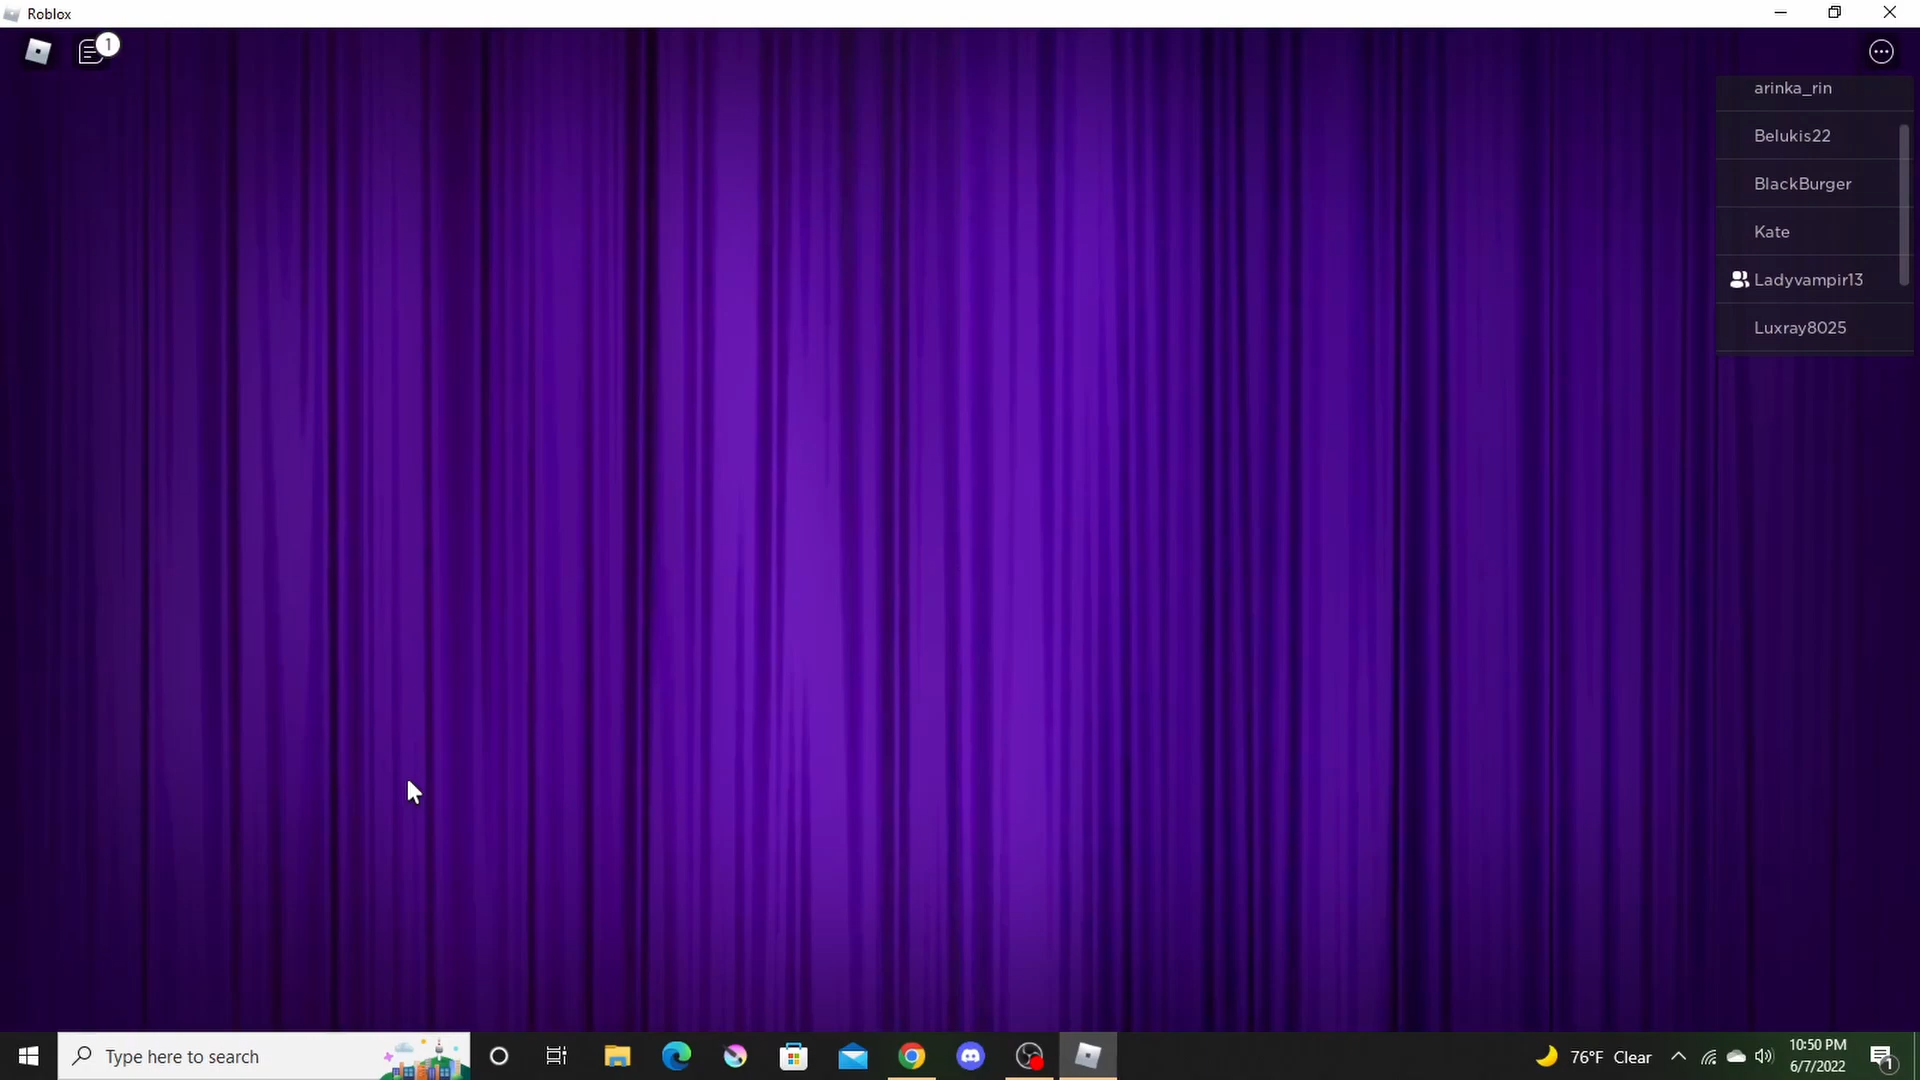 Roblox
1
arinka_rin
Belukis22
BlackBurger
Kate
Ladyvampir13
Luxray8025
Type here to search
76°F Clear
10:50 PM
6/7/2022
1